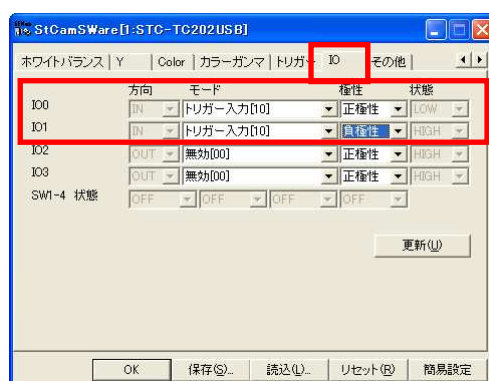 StCamSWare[1:STC-TC202USB]
ホワイトバランス Y Color カラーガンマ トリガー IO その他
方向 モード 極性 状態
IO0 IN トリガー入力[10] 正極性 LOW
IO1 IN トリガー入力[10] 負極性 HIGH
IO2 OUT 無効[00] 正極性 HIGH
IO3 OUT 無効[00] 正極性 HIGH
SW1-4 状態 OFF OFF OFF OFF
更新(U)
OK 保存(S)... 読込(L)... リセット(R) 簡易設定